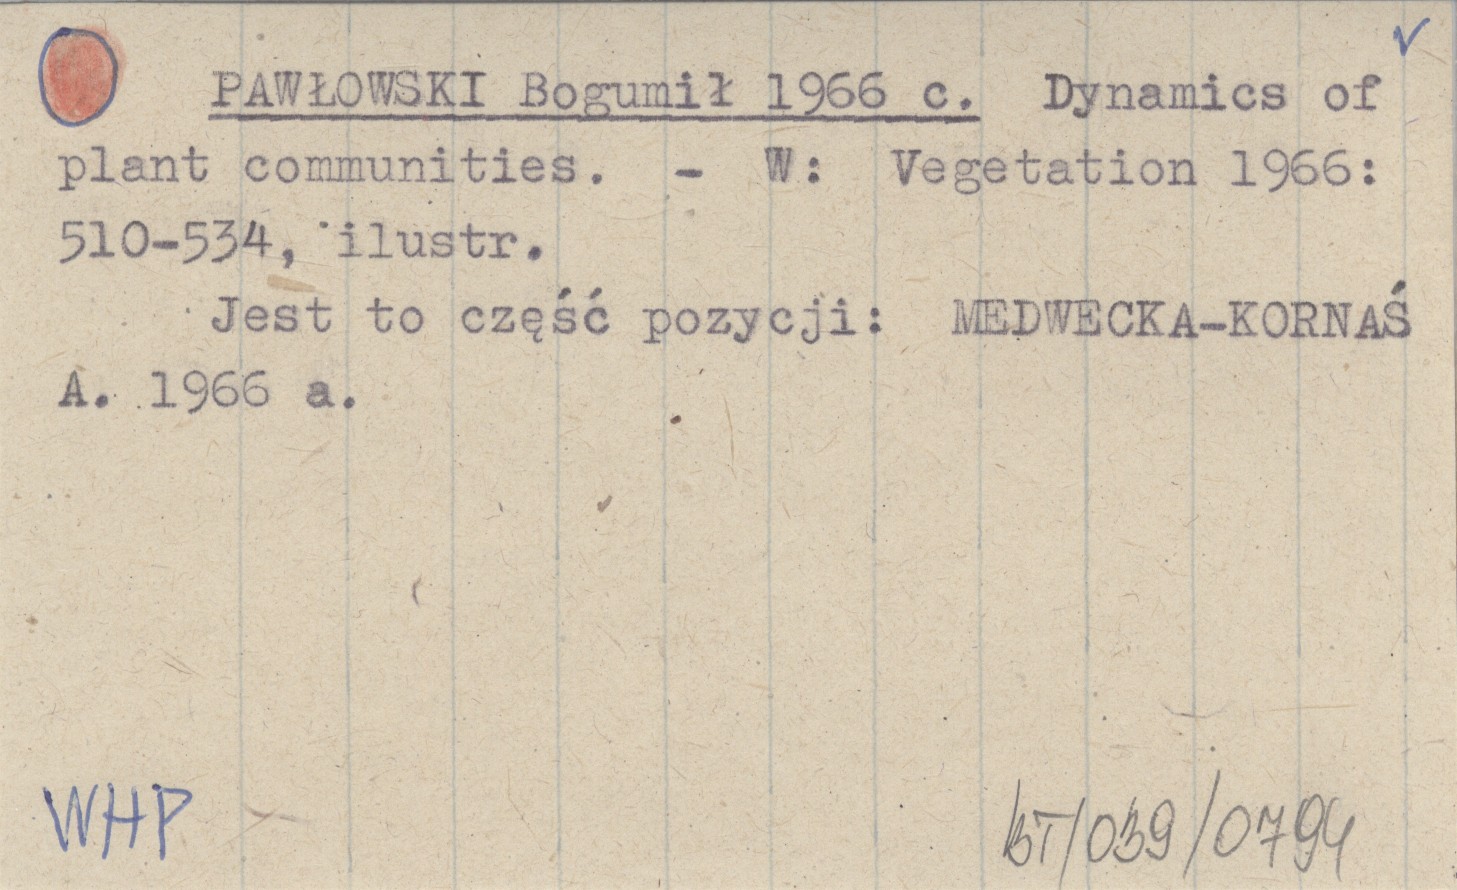 PAWŁOWSKI Bogumił 1966 c. Dynamics of
plant communities. - W: Vegetation 1966:
510-534, ilustr.
Jest to część pozycji: MEDWECKA-KORNAŚ
A. 1966 a.
WHP
BT/039/0794